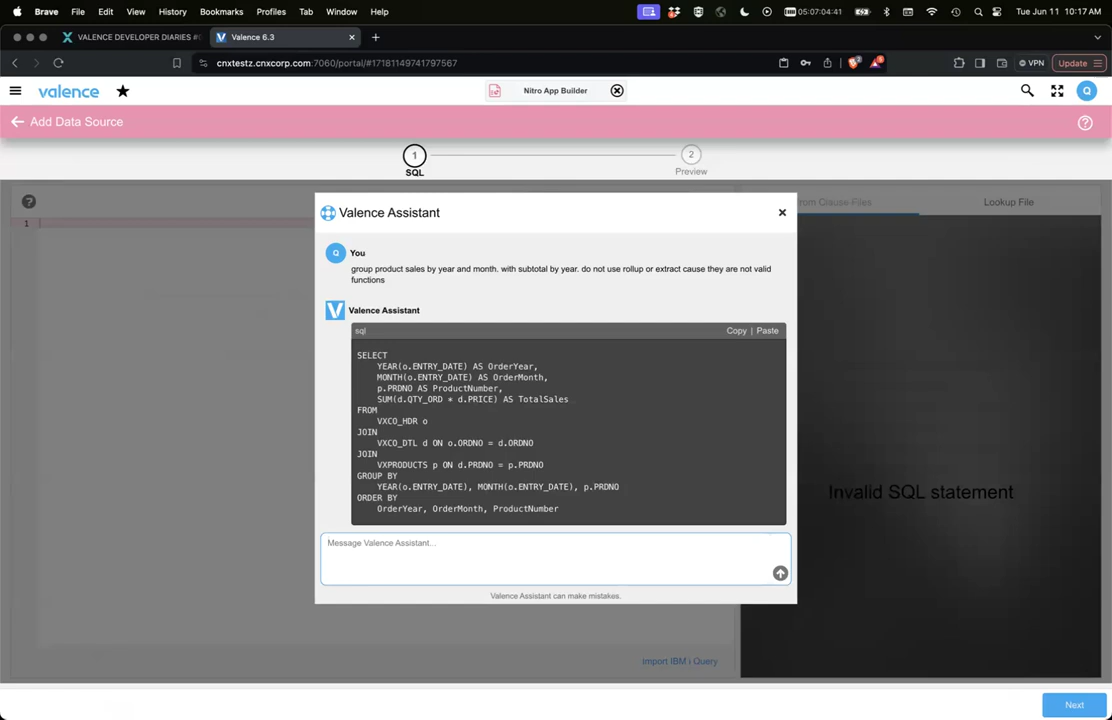 Brave File Edit View History Bookmarks Profiles Tab Window Help 05:07:04:41 Tue Jun 11 10:17 AM
VALENCE DEVELOPER DIARIES # Valence 6.3
cnxtestz.cnxcorp.com:7060/portal/#1718114974179756​7 VPN Update
valence Nitro App Builder Q
Add Data Source
1 2
SQL Preview
rom Clause-Files Lookup File
1
Valence Assistant
Q You
group product sales by year and month. with subtotal by year. do not use rollup or extract cause they are not valid
functions
V Valence Assistant
sql Copy | Paste
SELECT
YEAR(o.ENTRY_DATE) AS OrderYear,
MONTH(o.ENTRY_DATE) AS OrderMonth,
p.PRDNO AS ProductNumber,
SUM(d.QTY_ORD * d.PRICE) AS TotalSales
FROM
VXCO_HDR o
JOIN
VXCO_DTL d ON o.ORDNO = d.ORDNO
JOIN
VXPRODUCTS p ON d.PRDNO = p.PRDNO
GROUP BY
YEAR(o.ENTRY_DATE), MONTH(o.ENTRY_DATE), p.PRDNO
ORDER BY
OrderYear, OrderMonth, ProductNumber
Invalid SQL statement
Message Valence Assistant...
Valence Assistant can make mistakes.
Import IBM i Query
Next